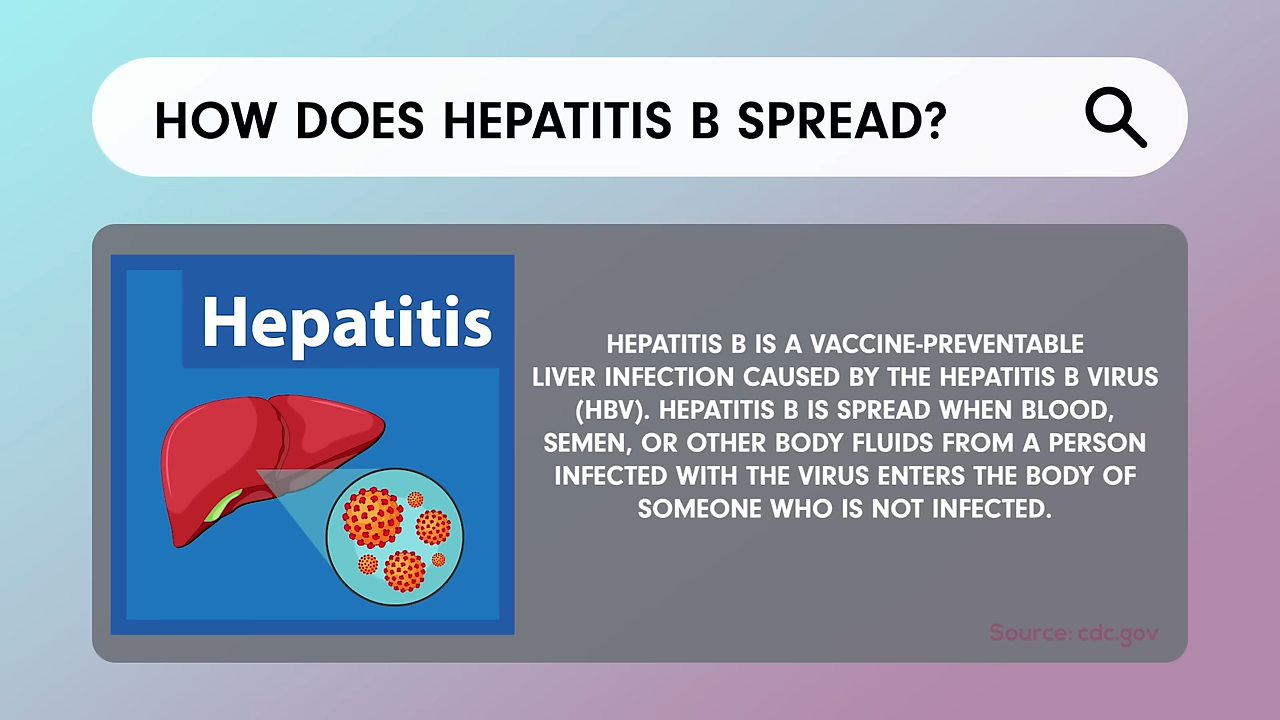 HOW DOES HEPATITIS B SPREAD?
Hepatitis
HEPATITIS B IS A VACCINE-PREVENTABLE
LIVER INFECTION CAUSED BY THE HEPATITIS B VIRUS
(HBV). HEPATITIS B IS SPREAD WHEN BLOOD,
SEMEN, OR OTHER BODY FLUIDS FROM A PERSON
INFECTED WITH THE VIRUS ENTERS THE BODY OF
SOMEONE WHO IS NOT INFECTED.
Source: cdc.gov